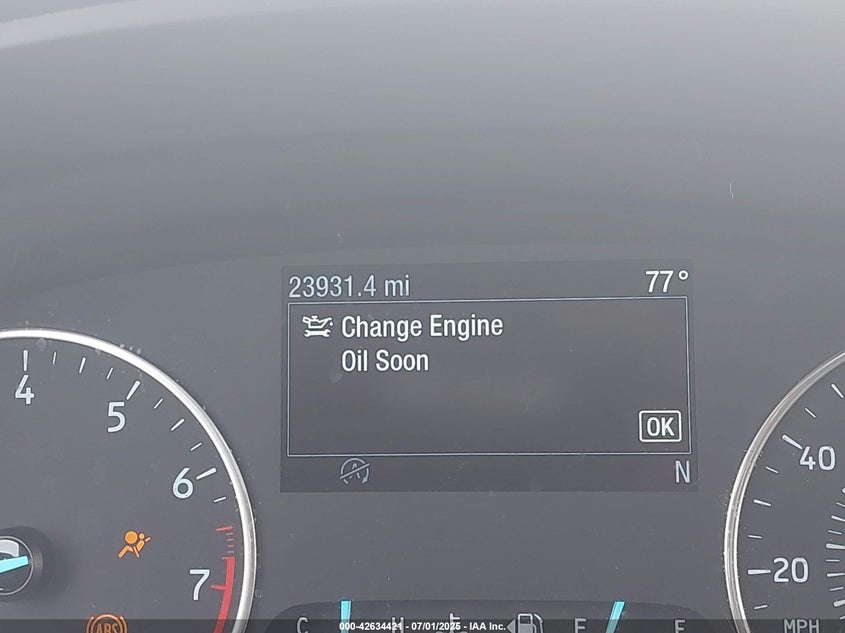 23931.4 mi 77°
Change Engine
Oil Soon
OK
N
4
5
6
7
40
20
ABS
C H E F
MPH
000-42634421 - 07/01/2025 - IAA Inc.